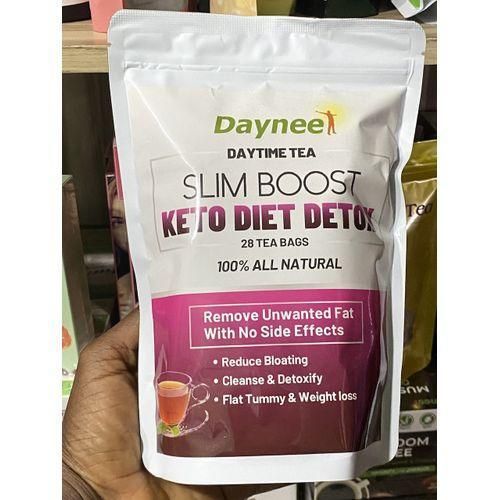 Daynee
DAYTIME TEA
SLIM BOOST
KETO DIET DETOX
28 TEA BAGS
100% ALL NATURAL
Remove Unwanted Fat
With No Side Effects
• Reduce Bloating
• Cleanse & Detoxify
• Flat Tummy & Weight loss
Tea